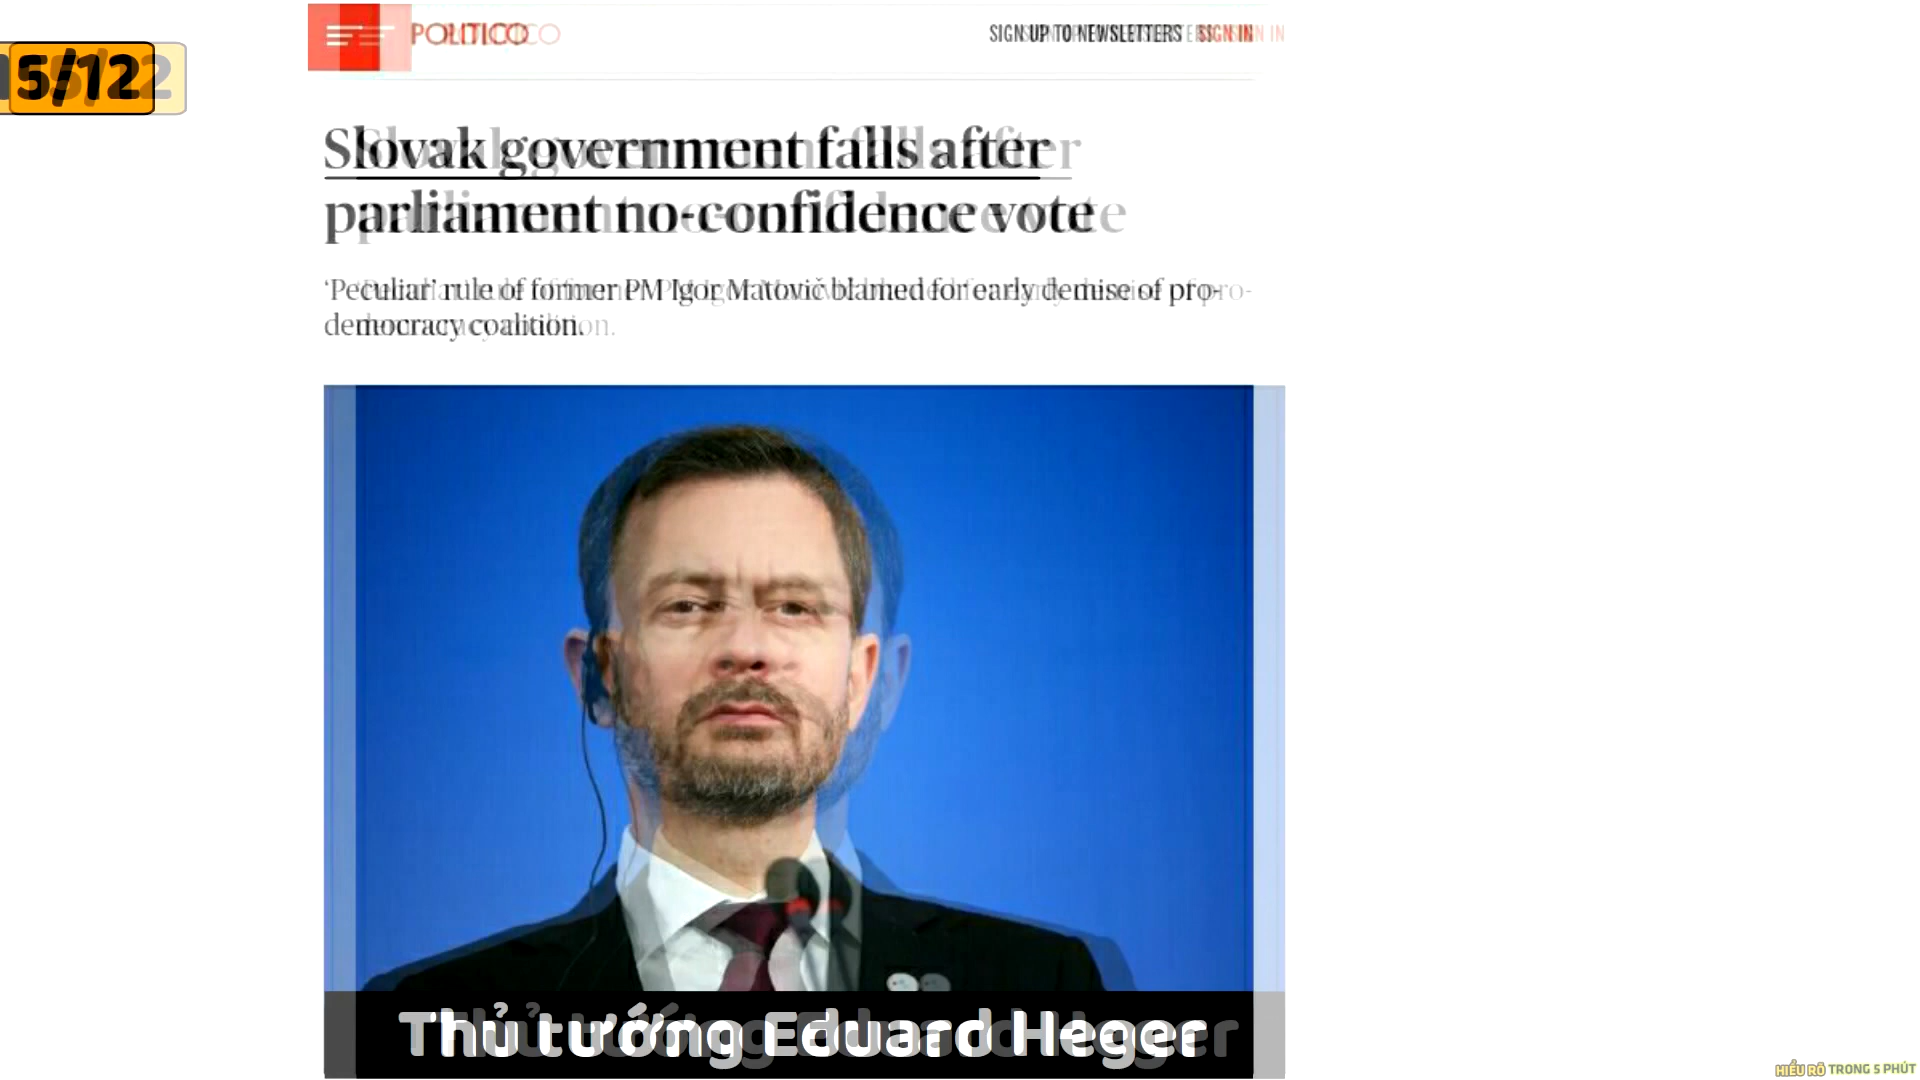 POLITICO
SIGN UP TO NEWSLETTERS SIGN IN
15/12
Slovak government falls after
parliament no-confidence vote
‘Peculiar’ rule of former PM Igor Matovič blamed for early demise of pro-
democracy coalition.
Thủ tướng Eduard Heger
HIỂU RÕ TRONG 5 PHÚT